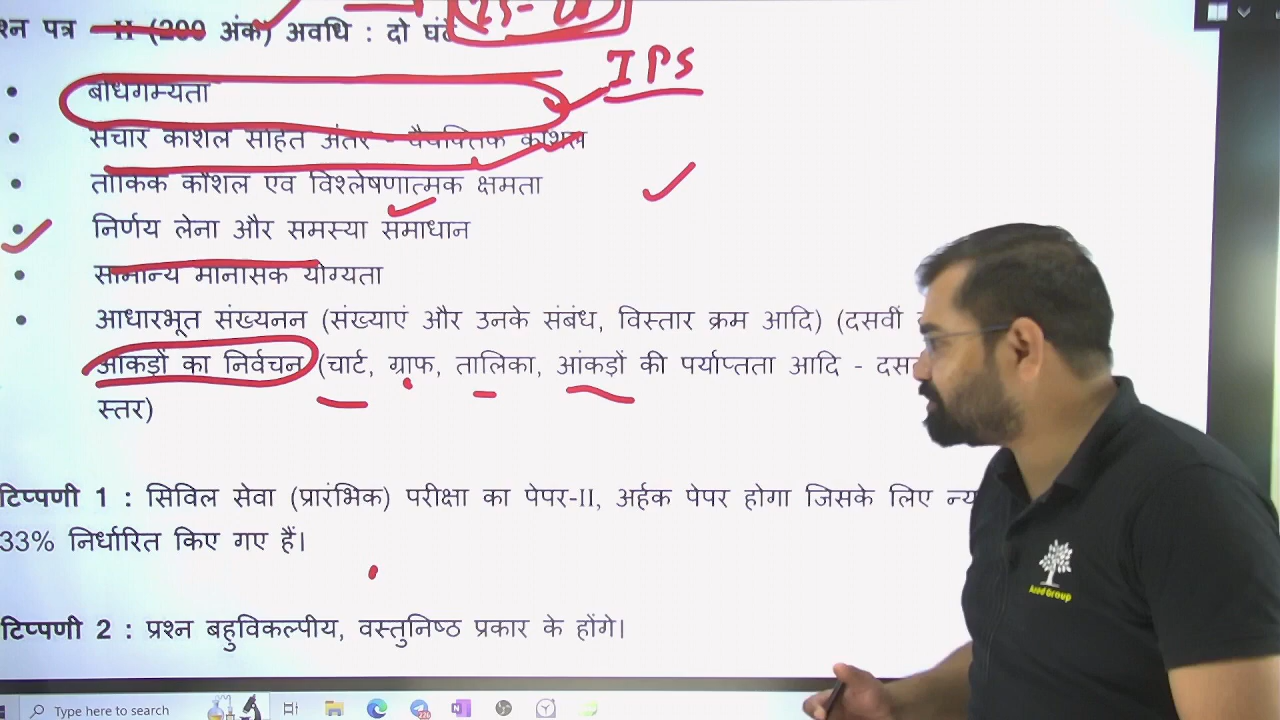 श्न पत्र - II (200 अंक) अवधि : दो घंटे
IPS
• बोधगम्यता
• संचार कौशल सहित अंतर - वैयक्तिक कौशल
• तार्किक कौशल एवं विश्लेषणात्मक क्षमता
• निर्णय लेना और समस्या समाधान
• सामान्य मानसिक योग्यता
• आधारभूत संख्यनन (संख्याएं और उनके संबंध, विस्तार क्रम आदि) (दसवीं
आंकड़ों का निर्वचन (चार्ट, ग्राफ, तालिका, आंकड़ों की पर्याप्तता आदि - दस
स्तर)
टिप्पणी 1 : सिविल सेवा (प्रारंभिक) परीक्षा का पेपर-II, अर्हक पेपर होगा जिसके लिए न्य
33% निर्धारित किए गए हैं।
टिप्पणी 2 : प्रश्न बहुविकल्पीय, वस्तुनिष्ठ प्रकार के होंगे।
Type here to search
Group